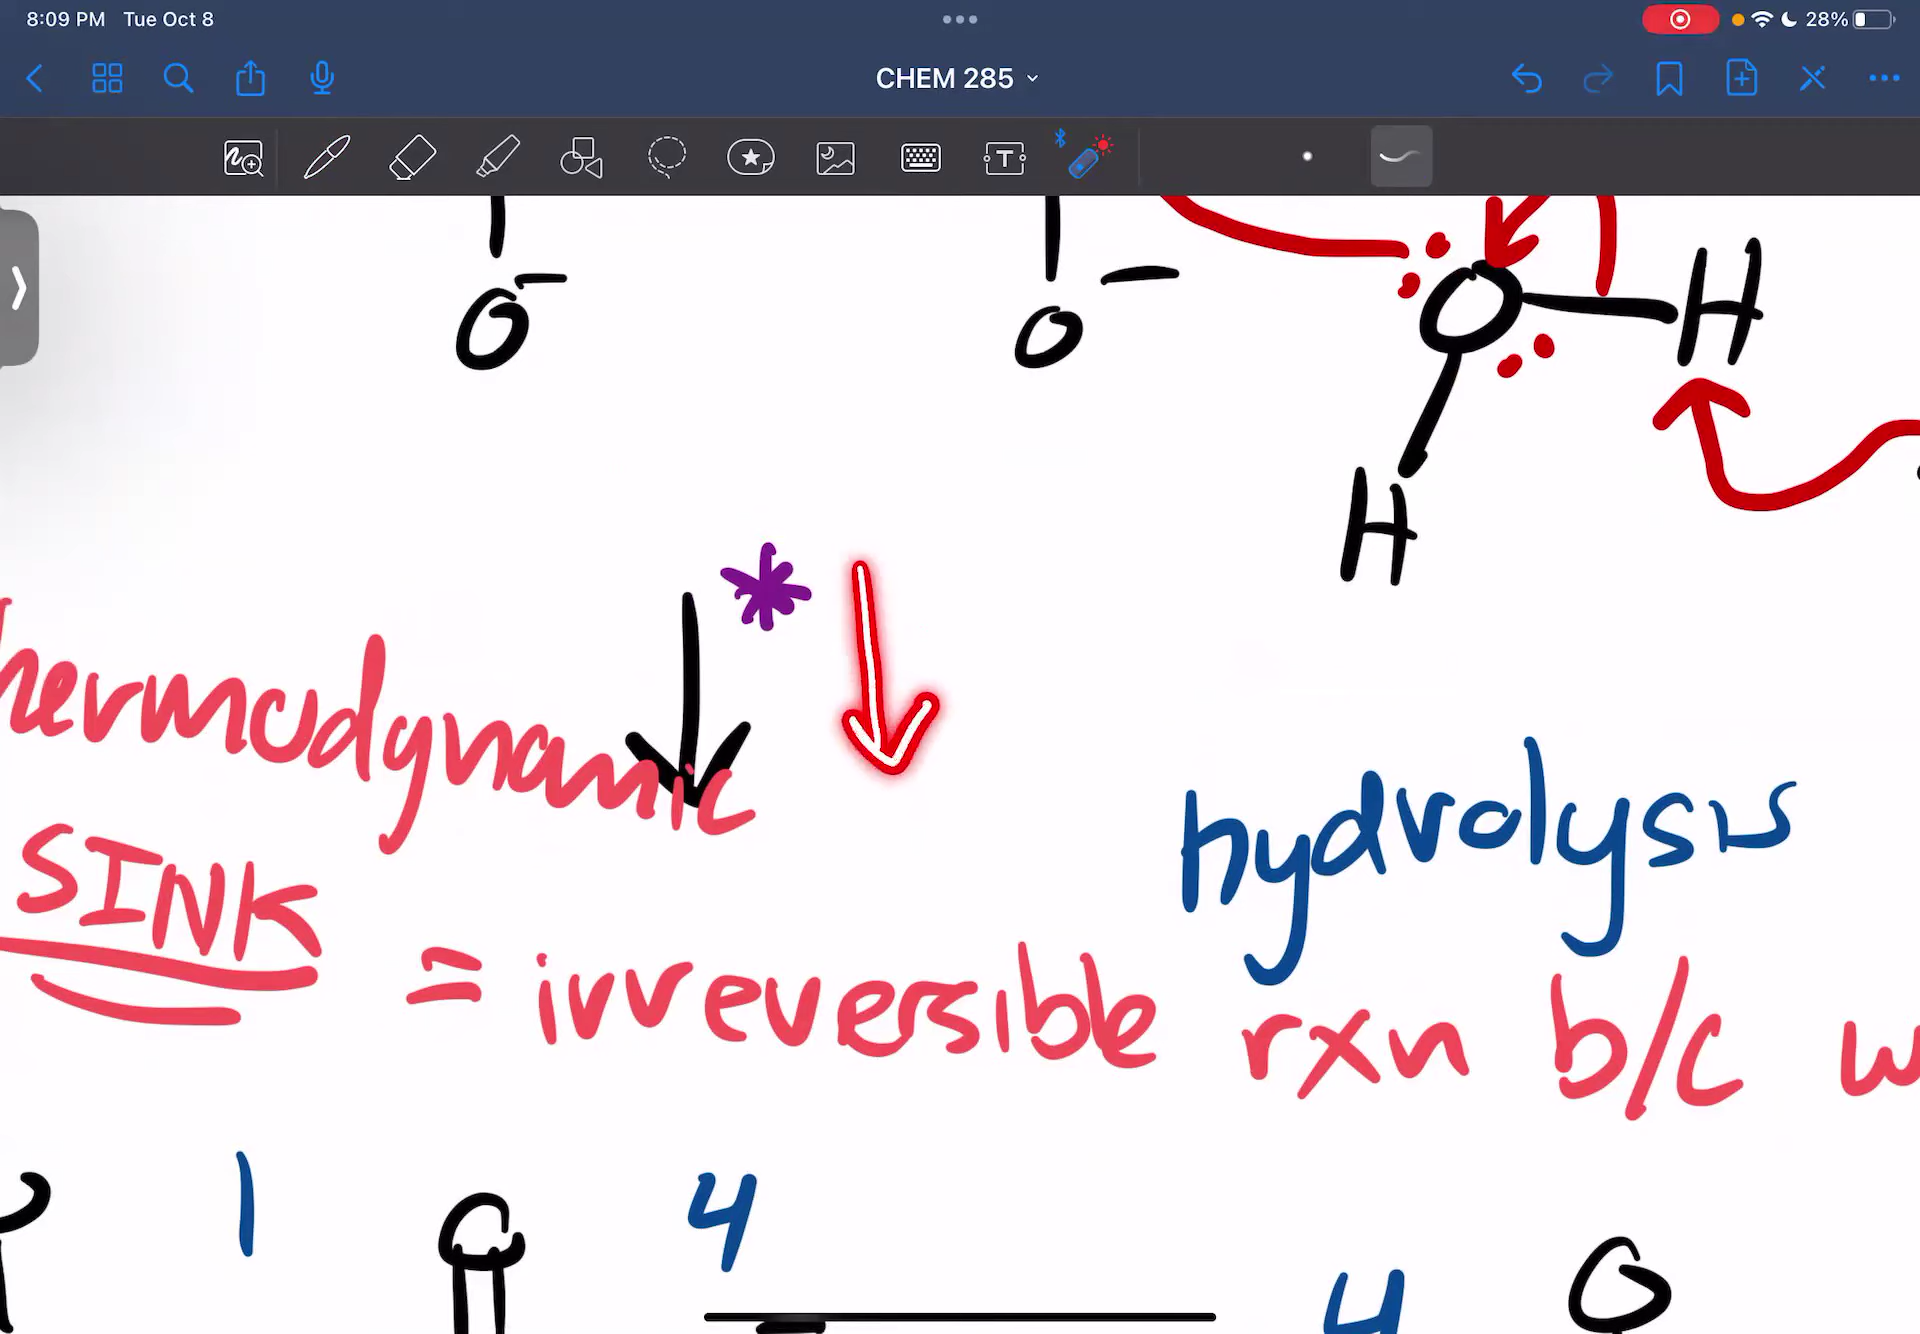 8:09 PM Tue Oct 8
28%
CHEM 285
O
O
O
H
H
hermodynamic
hydrolysis
SINK
= irreversible rxn b/c w
1
4
O
4
O